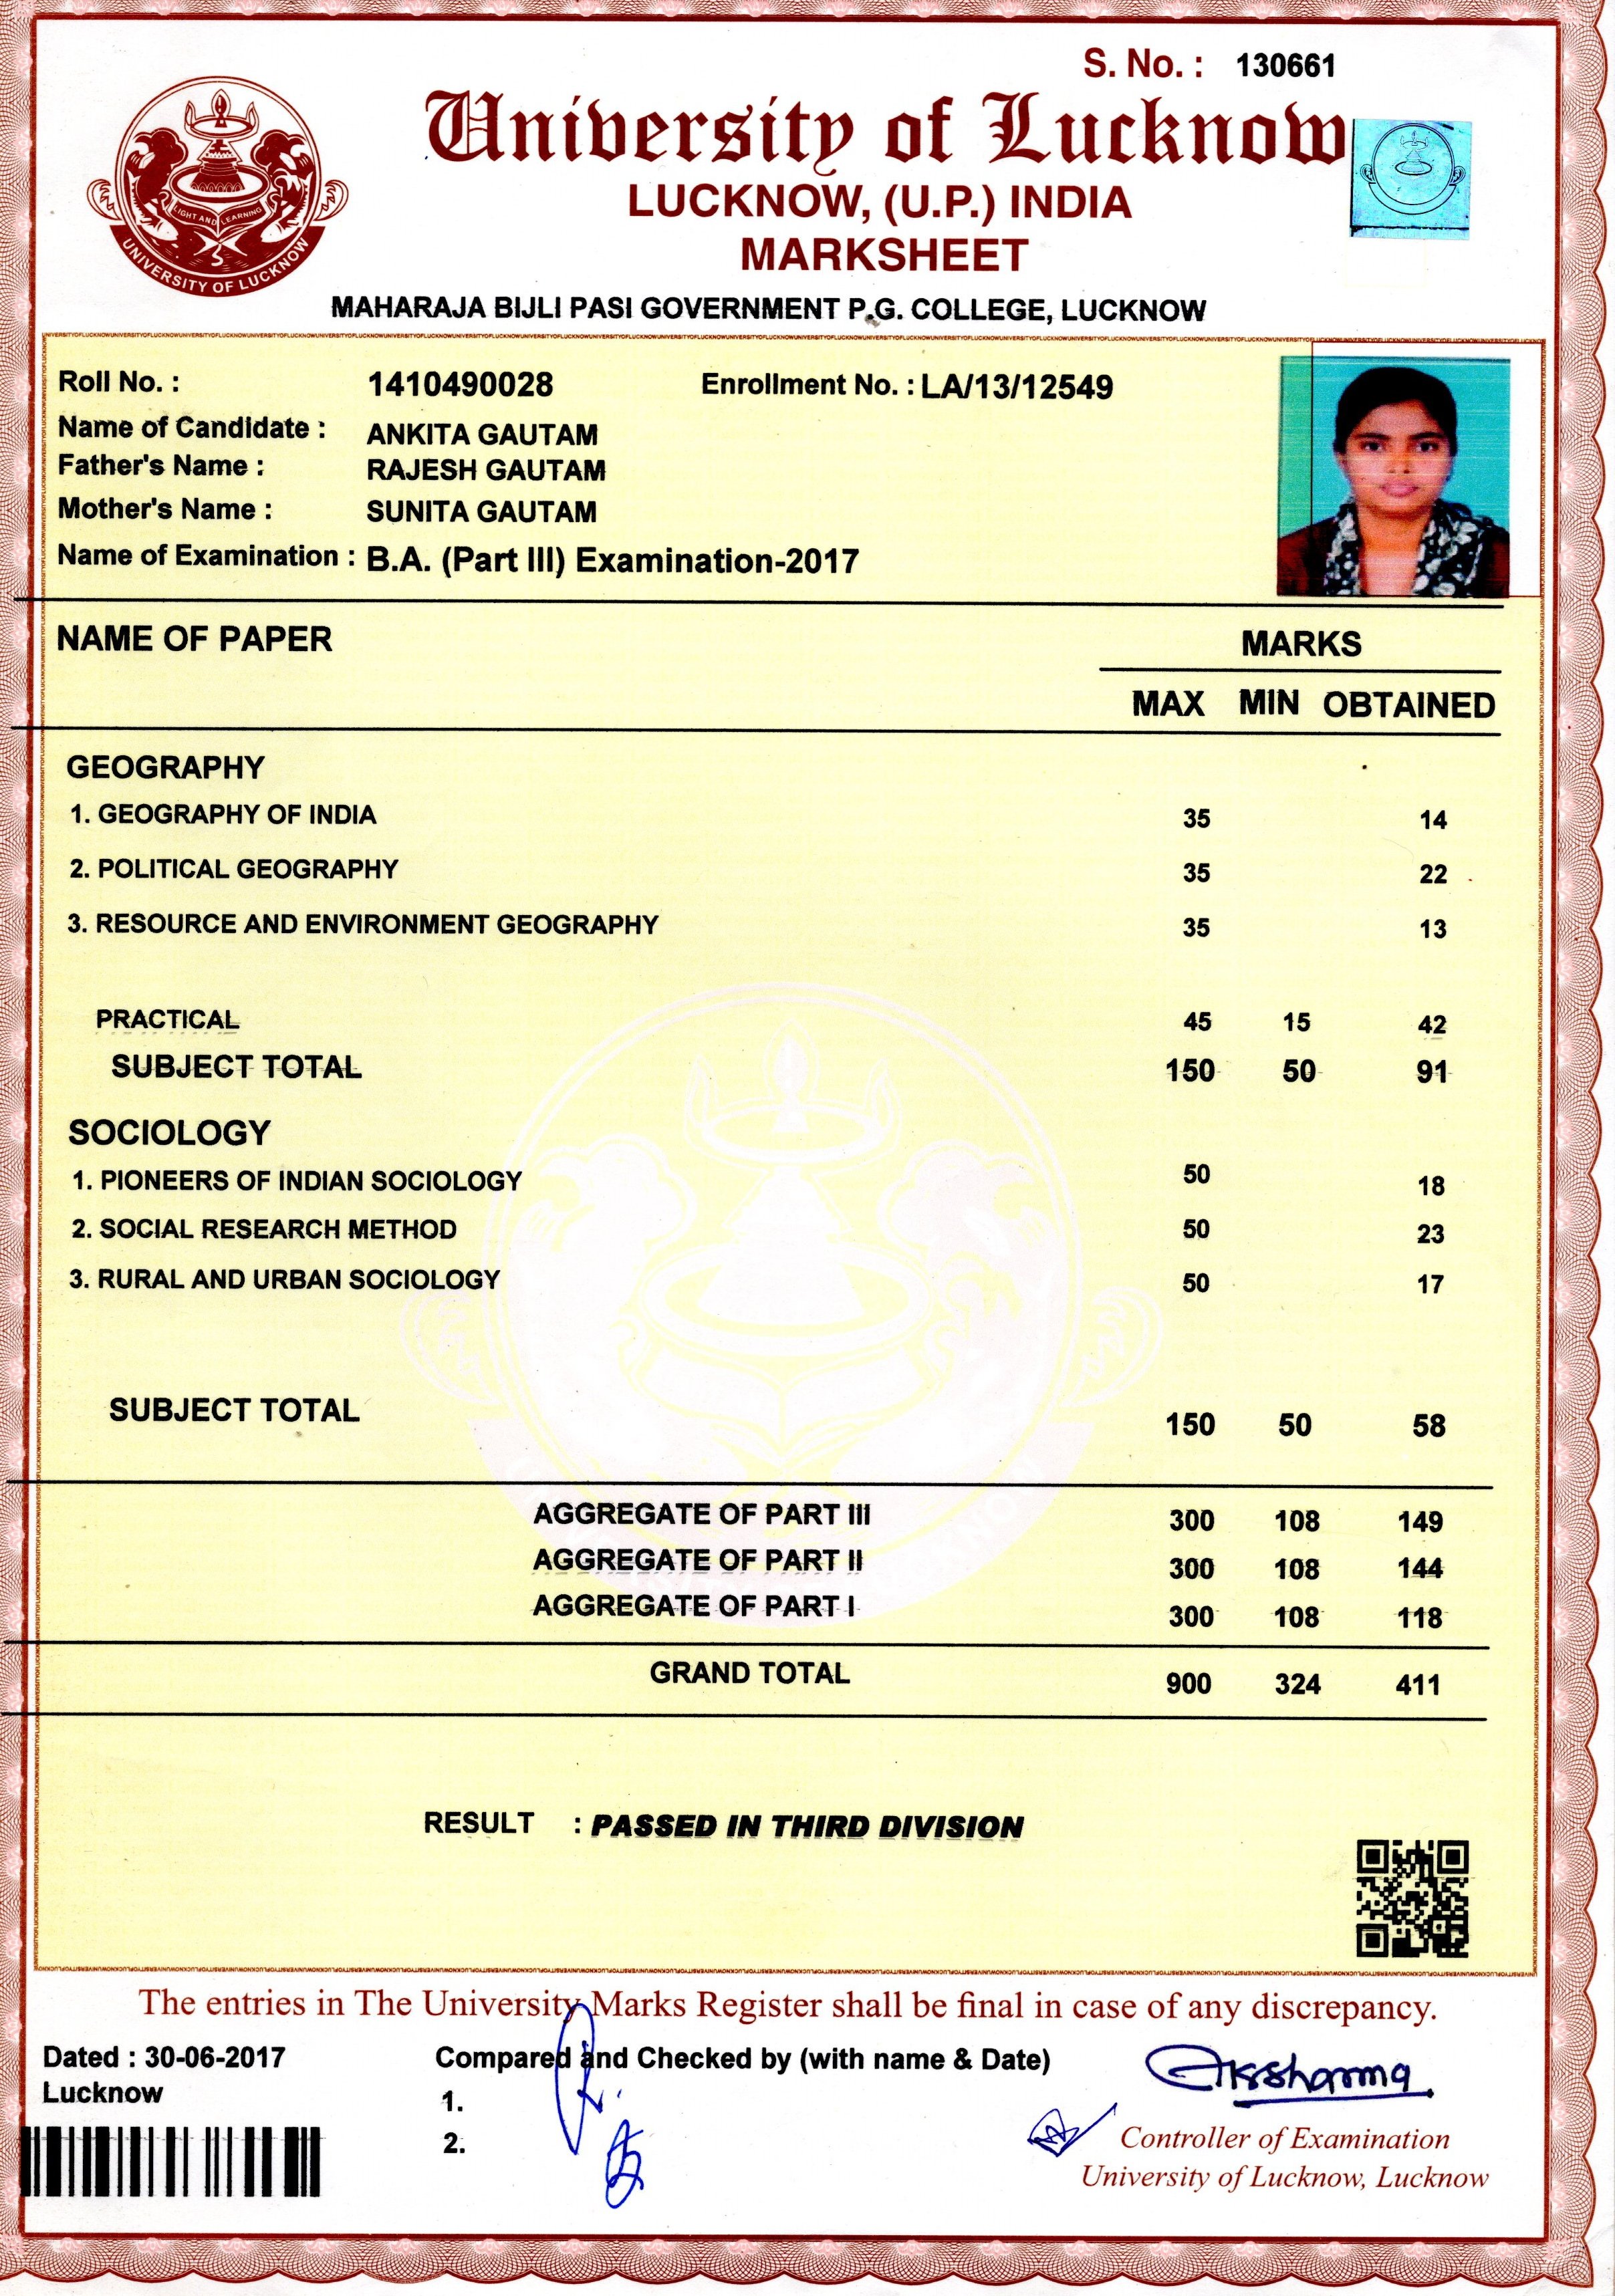 S. No. : 130661
University of Lucknow
LUCKNOW, (U.P.) INDIA
MARKSHEET
LIGHT AND LEARNING
UNIVERSITY OF LUCKNOW
MAHARAJA BIJLI PASI GOVERNMENT P.G. COLLEGE, LUCKNOW
Roll No. : 1410490028 Enrollment No. : LA/13/12549
Name of Candidate : ANKITA GAUTAM
Father's Name : RAJESH GAUTAM
Mother's Name : SUNITA GAUTAM
Name of Examination : B.A. (Part III) Examination-2017
NAME OF PAPER MARKS
MAX MIN OBTAINED
GEOGRAPHY
1. GEOGRAPHY OF INDIA 35 14
2. POLITICAL GEOGRAPHY 35 22
3. RESOURCE AND ENVIRONMENT GEOGRAPHY 35 13
PRACTICAL 45 15 42
SUBJECT TOTAL 150 50 91
SOCIOLOGY
1. PIONEERS OF INDIAN SOCIOLOGY 50 18
2. SOCIAL RESEARCH METHOD 50 23
3. RURAL AND URBAN SOCIOLOGY 50 17
SUBJECT TOTAL 150 50 58
AGGREGATE OF PART III 300 108 149
AGGREGATE OF PART II 300 108 144
AGGREGATE OF PART I 300 108 118
GRAND TOTAL 900 324 411
RESULT : PASSED IN THIRD DIVISION
The entries in The University Marks Register shall be final in case of any discrepancy.
Dated : 30-06-2017 Compared and Checked by (with name & Date)
Lucknow
1.
2.
Controller of Examination
University of Lucknow, Lucknow